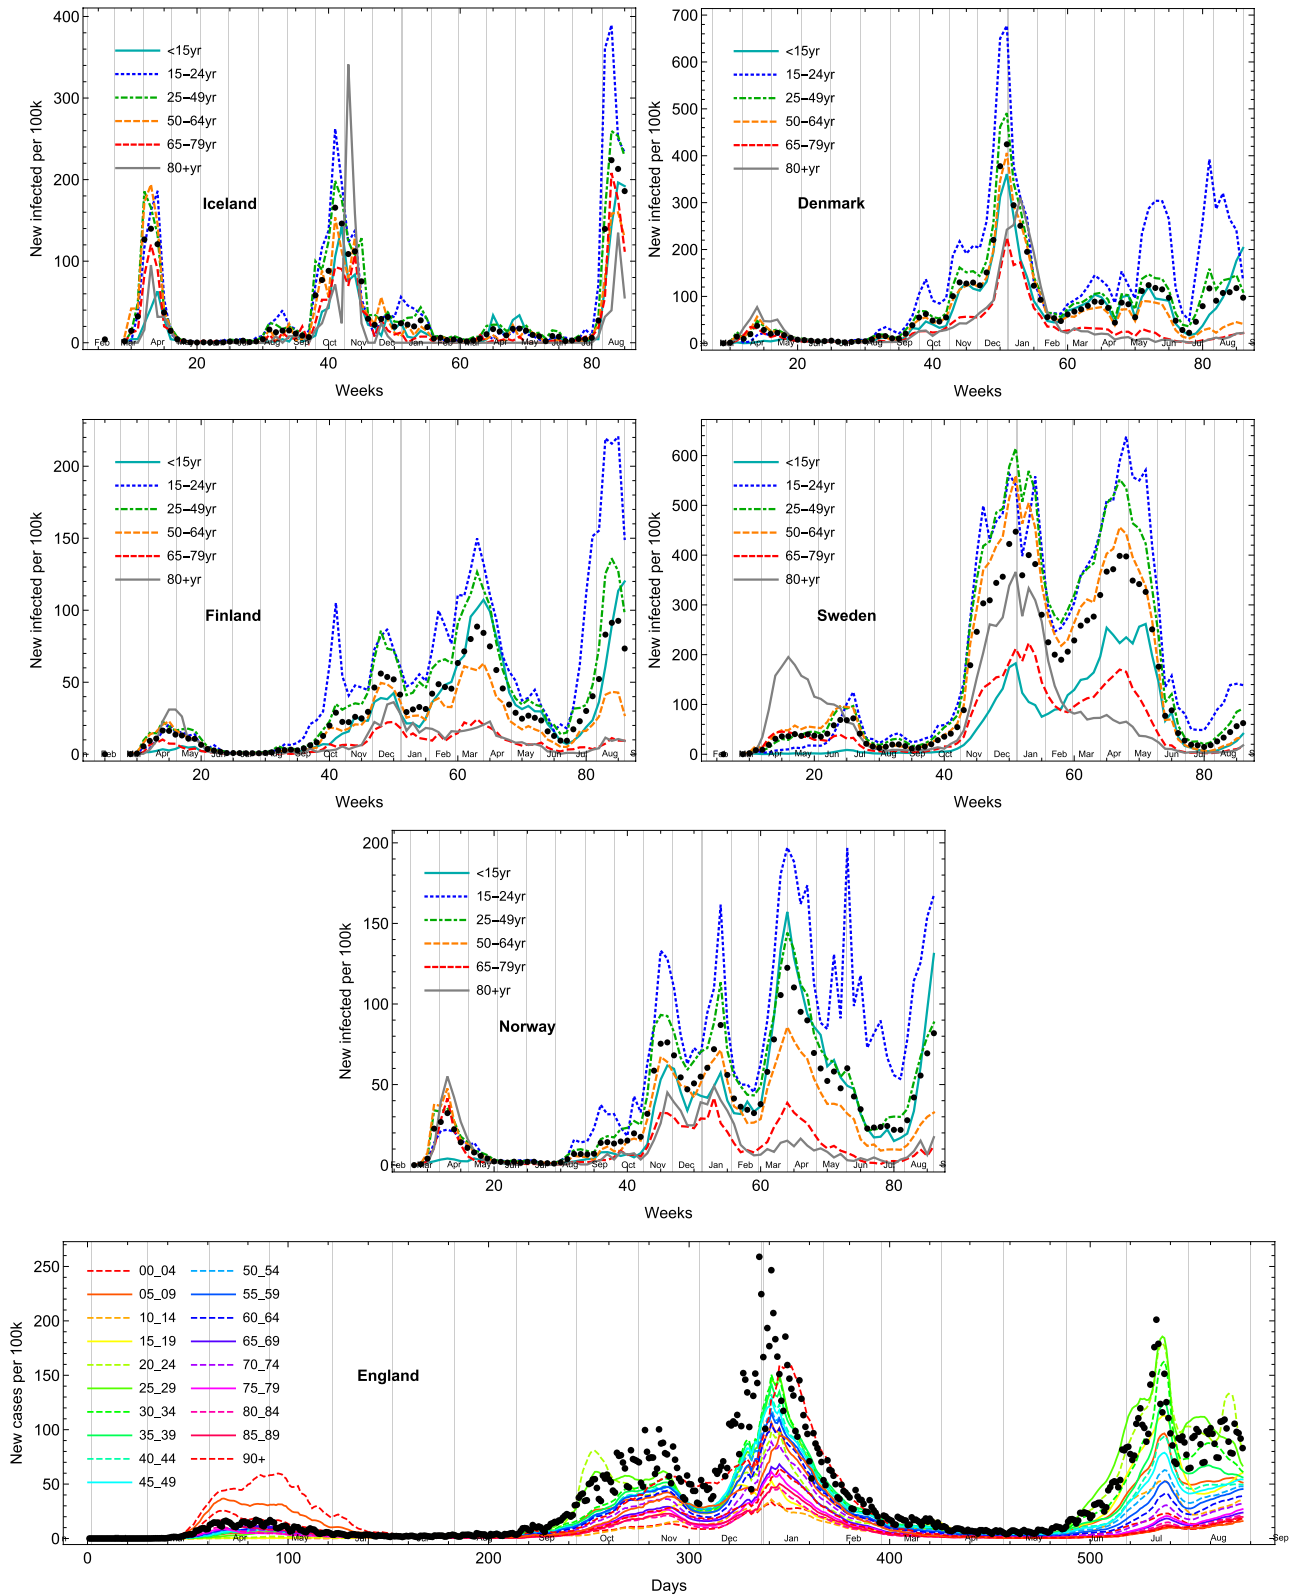 New infected per 100k
400
300
200
100
0
<15yr
15–24yr
25–49yr
50–64yr
65–79yr
80+yr
Iceland
Feb Mar Apr Aug Oct Nov Dec Jan Apr May Jun Aug
20 40 60 80
Weeks
New infected per 100k
700
600
500
400
300
200
100
0
<15yr
15–24yr
25–49yr
50–64yr
65–79yr
80+yr
Denmark
Apr May Jun Jul Aug Sep Oct Nov Dec Jan Feb Mar Apr May Jun Jul Aug S
20 40 60 80
Weeks
New infected per 100k
200
150
100
50
0
<15yr
15–24yr
25–49yr
50–64yr
65–79yr
80+yr
Finland
Feb Apr May Jun Jul Aug Sep Oct Nov Dec Jan Feb Mar Apr May Jun Jul Aug S
20 40 60 80
Weeks
New infected per 100k
600
500
400
300
200
100
0
<15yr
15–24yr
25–49yr
50–64yr
65–79yr
80+yr
Sweden
Feb Mar Apr May Jun Jul Aug Sep Oct Nov Dec Jan Feb Mar Apr May Jun Jul Aug S
20 40 60 80
Weeks
New infected per 100k
200
150
100
50
0
<15yr
15–24yr
25–49yr
50–64yr
65–79yr
80+yr
Norway
Feb Mar Apr May Jun Jul Aug Sep Oct Nov Dec Jan Feb Mar Apr May Jun Jul Aug S
20 40 60 80
Weeks
New cases per 100k
250
200
150
100
50
0
00_04 50_54
05_09 55_59
10_14 60_64
15_19 65_69
20_24 70_74
25_29 75_79
30_34 80_84
35_39 85_89
40_44 90+
45_49
England
Mar Apr May Jun Jul Aug Sep Oct Nov Dec Jan Feb Mar Apr May Jun Jul Aug Sep
0 100 200 300 400 500
Days